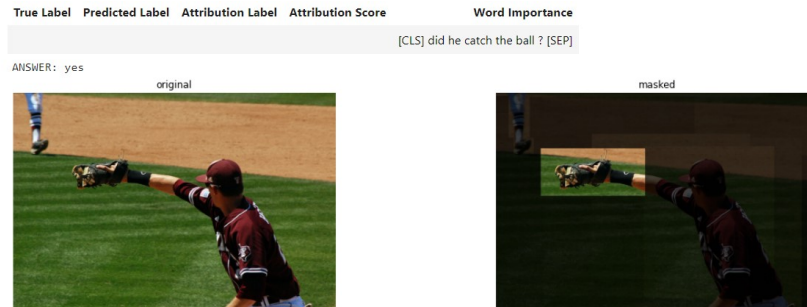 True Label Predicted Label Attribution Label Attribution Score Word Importance
[CLS] did he catch the ball ? [SEP]
ANSWER: yes
original masked